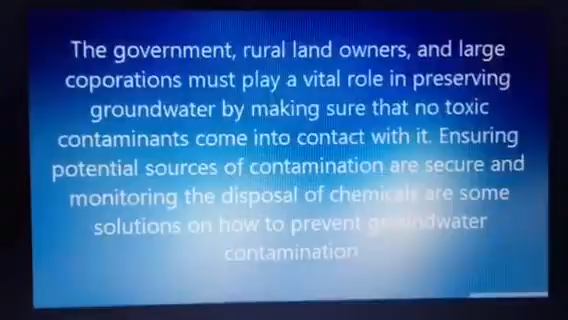 The government, rural land owners, and large
coporations must play a vital role in preserving
groundwater by making sure that no toxic
contaminants come into contact with it. Ensuring
potential sources of contamination are secure and
monitoring the disposal of chemicals are some
solutions on how to prevent groundwater
contamination